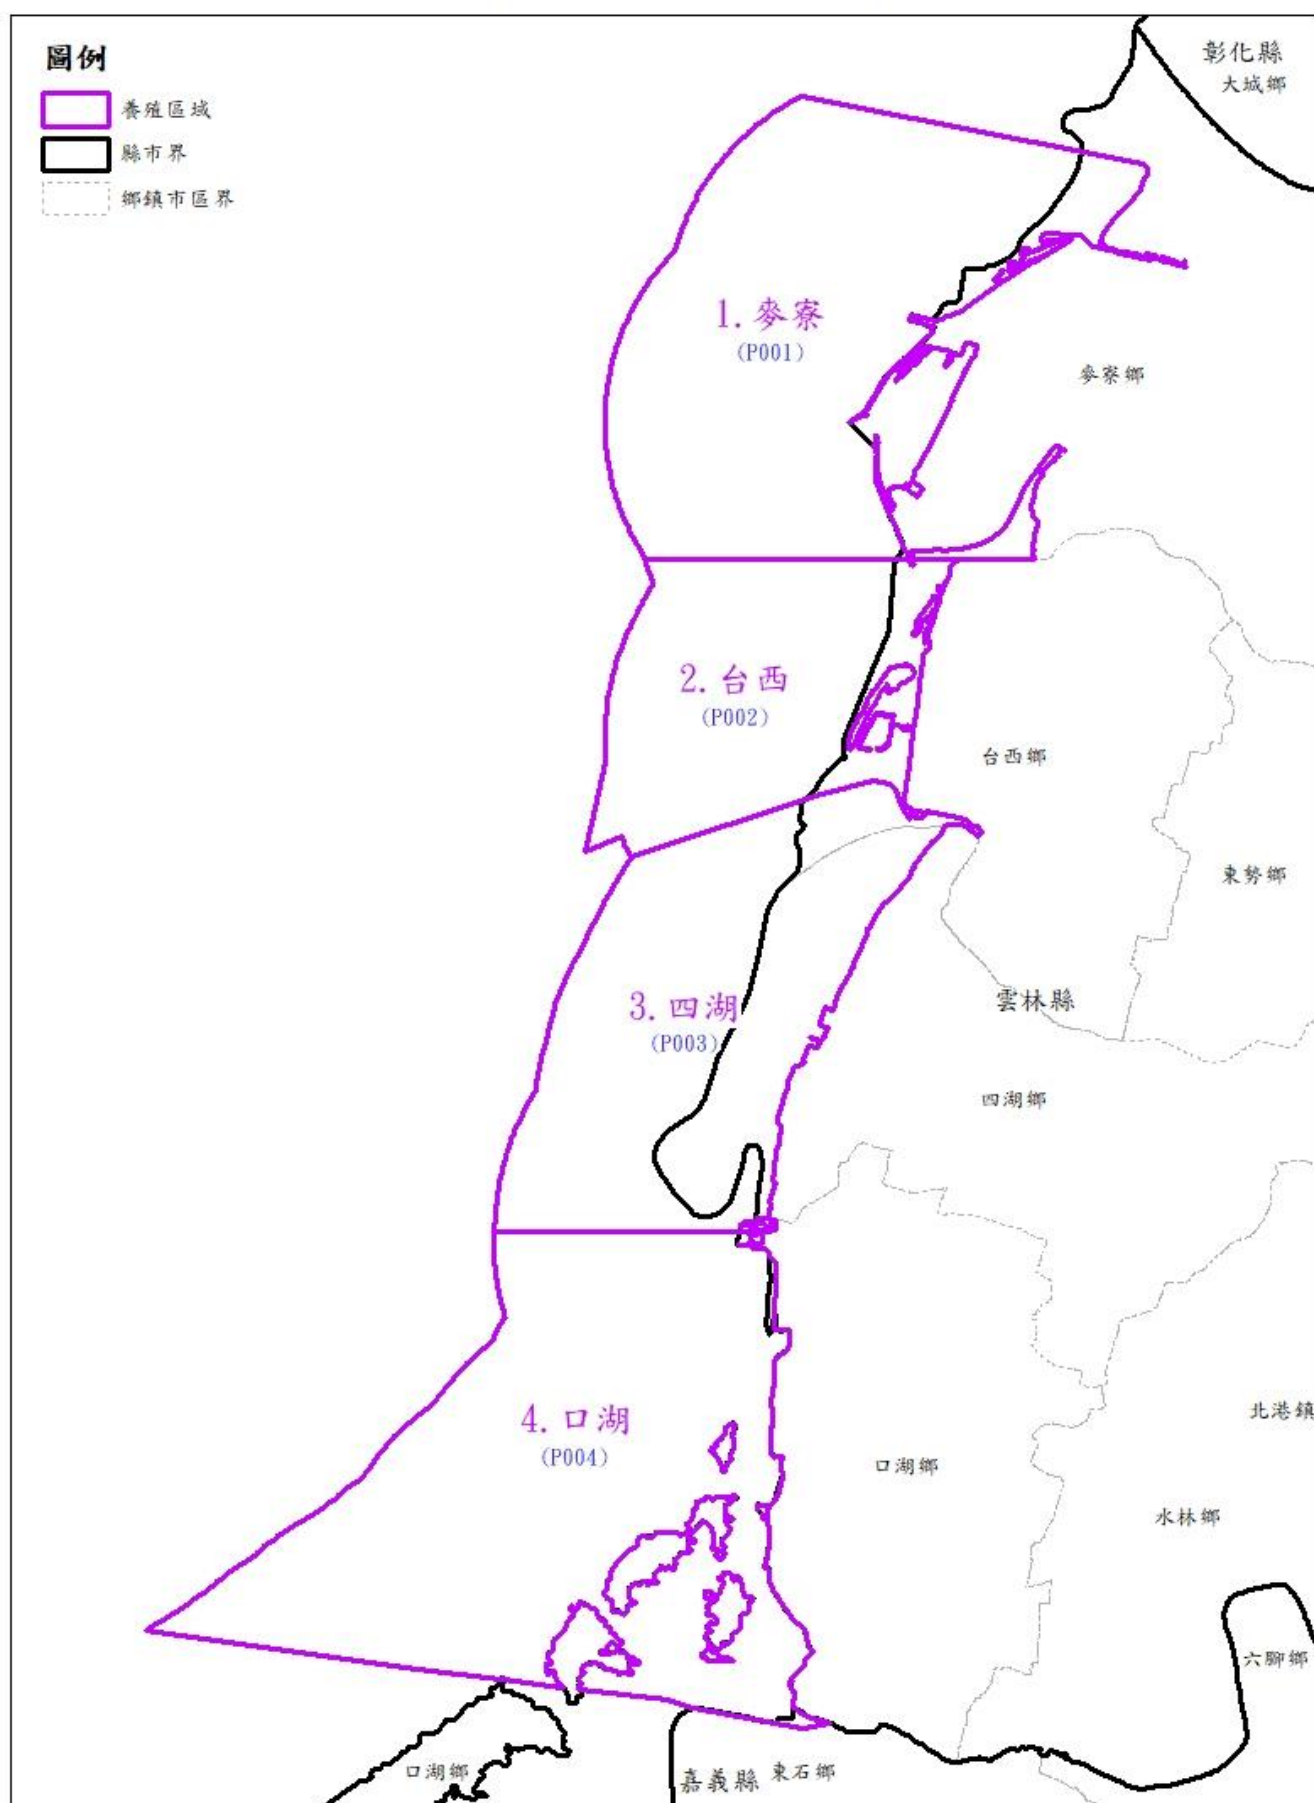 圖例
養殖區域
縣市界
鄉鎮市區界
彰化縣
大城鄉
1. 麥寮
(P001)
麥寮鄉
2. 台西
(P002)
台西鄉
東勢鄉
3. 四湖
(P003)
雲林縣
四湖鄉
4. 口湖
(P004)
北港鎮
口湖鄉
水林鄉
六腳鄉
口湖鄉
嘉義縣
東石鄉